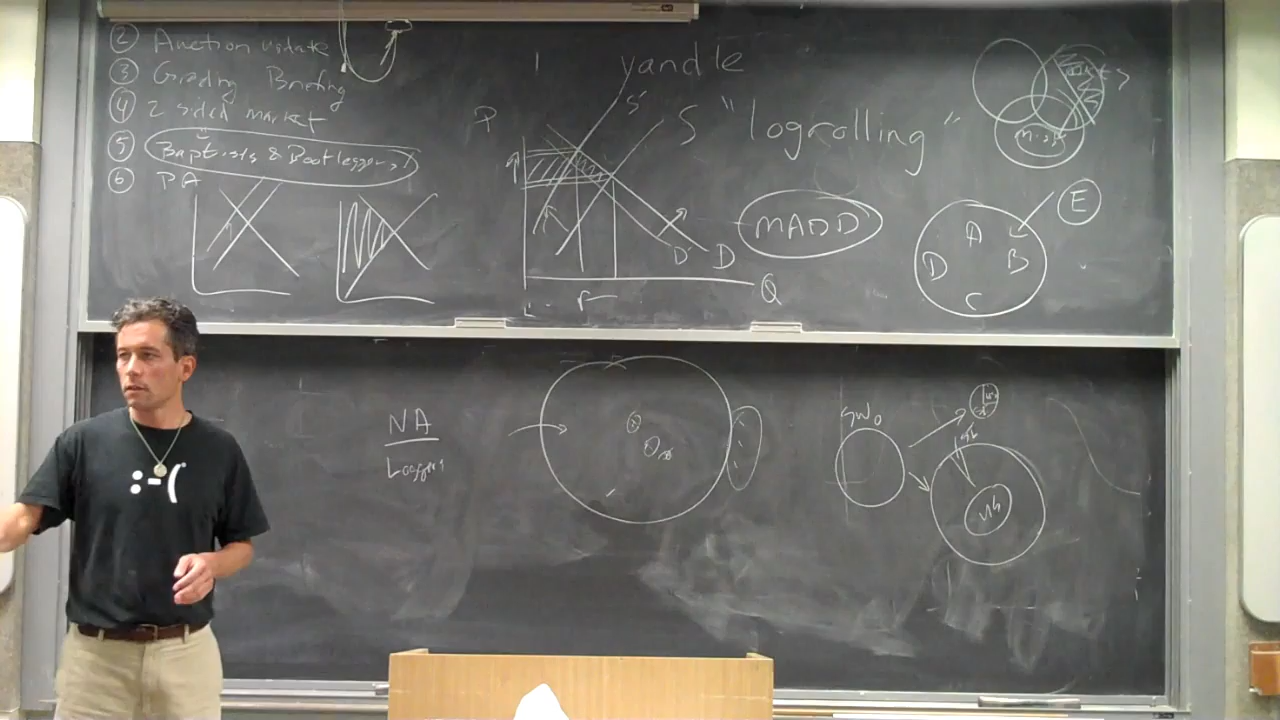 ② Auction update
③ Grading Briefing
④ 2 sided market
⑤ Baptists & Bootleggers
⑥ PA
yandle
"logrolling"
P
S'
S
D'
D
Q
MADD
E
A
B
C
D
NA
Loggers
:-(